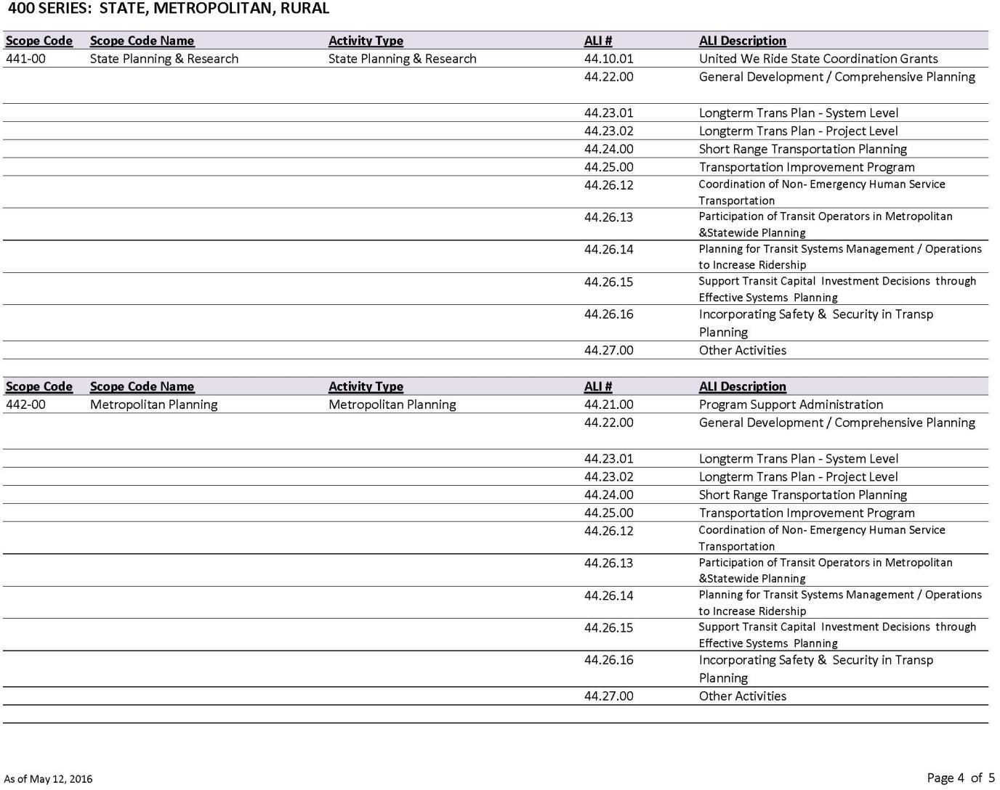 400 SERIES:  STATE, METROPOLITAN, RURAL
Scope Code Scope Code Name Activity Type ALI # ALI Description
441-00 State Planning & Research State Planning & Research 44.10.01 United We Ride State Coordination Grants
44.22.00 General Development / Comprehensive Planning
44.23.01 Longterm Trans Plan - System Level
44.23.02 Longterm Trans Plan - Project Level
44.24.00 Short Range Transportation Planning
44.25.00 Transportation Improvement Program
44.26.12 Coordination of Non- Emergency Human Service
Transportation
44.26.13 Participation of Transit Operators in Metropolitan
&Statewide Planning
44.26.14 Planning for Transit Systems Management / Operations
to Increase Ridership
44.26.15 Support Transit Capital  Investment Decisions  through
Effective Systems  Planning
44.26.16 Incorporating Safety &  Security in Transp
Planning
44.27.00 Other Activities
Scope Code Scope Code Name Activity Type ALI # ALI Description
442-00 Metropolitan Planning Metropolitan Planning 44.21.00 Program Support Administration
44.22.00 General Development / Comprehensive Planning
44.23.01 Longterm Trans Plan - System Level
44.23.02 Longterm Trans Plan - Project Level
44.24.00 Short Range Transportation Planning
44.25.00 Transportation Improvement Program
44.26.12 Coordination of Non- Emergency Human Service
Transportation
44.26.13 Participation of Transit Operators in Metropolitan
&Statewide Planning
44.26.14 Planning for Transit Systems Management / Operations
to Increase Ridership
44.26.15 Support Transit Capital  Investment Decisions  through
Effective Systems  Planning
44.26.16 Incorporating Safety &  Security in Transp
Planning
44.27.00 Other Activities
As of May 12, 2016 Page 4 of 5